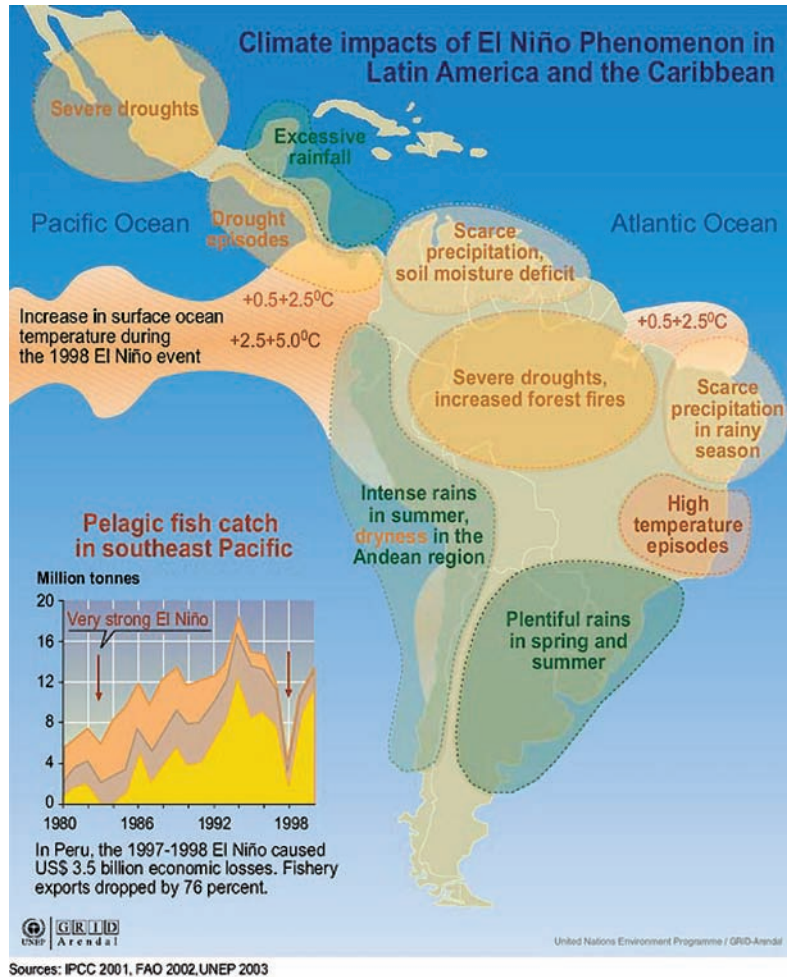 Climate impacts of El Niño Phenomenon in
Latin America and the Caribbean
Severe droughts
Excessive
rainfall
Pacific Ocean
Drought
episodes
Scarce
precipitation,
soil moisture deficit
Atlantic Ocean
Increase in surface ocean
temperature during
the 1998 El Niño event
+0.5+2.5⁰C
+2.5+5.0⁰C
+0.5+2.5⁰C
Severe droughts,
increased forest fires
Scarce
precipitation
in rainy
season
Intense rains
in summer,
dryness in the
Andean region
High
temperature
episodes
Plentiful rains
in spring and
summer
Pelagic fish catch
in southeast Pacific
Million tonnes
20
16
12
8
4
0
Very strong El Niño
1980
1986
1992
1998
In Peru, the 1997-1998 El Niño caused
US$ 3.5 billion economic losses. Fishery
exports dropped by 76 percent.
UNEP
GRID
Arendal
United Nations Environment Programme / GRID-Arendal
Sources: IPCC 2001, FAO 2002,UNEP 2003